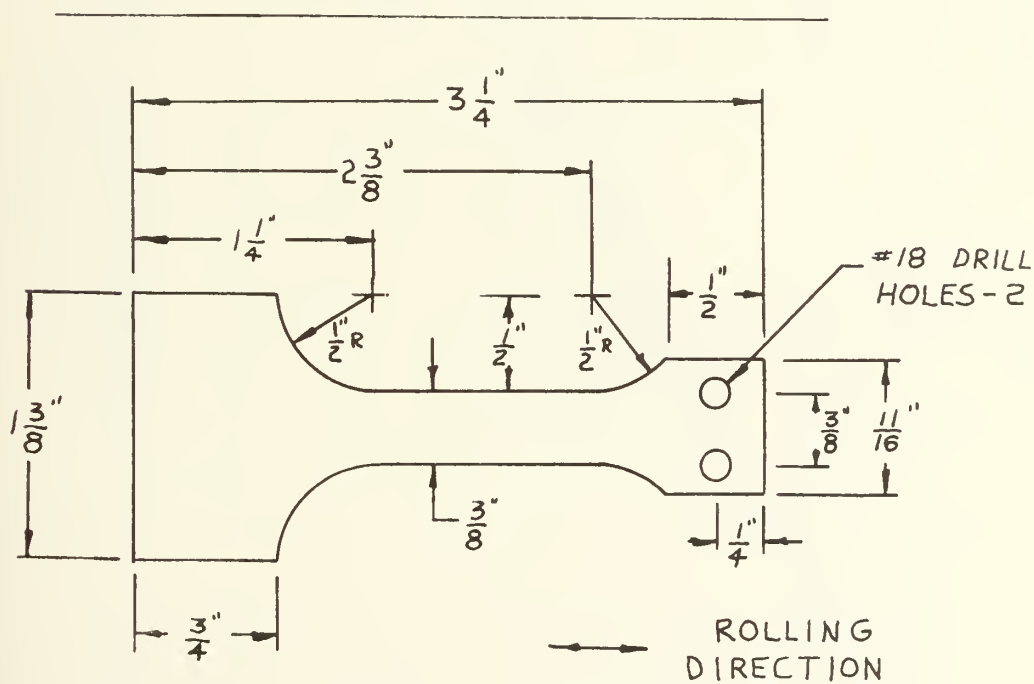 3 1/4"
2 3/8"
1 1/4"
#18 DRILL
HOLES-2
1/2"
1/2" R
1/2"
1/2" R
1 3/8"
3/8"
11/16"
3/8"
1/4"
3/4"
ROLLING
DIRECTION